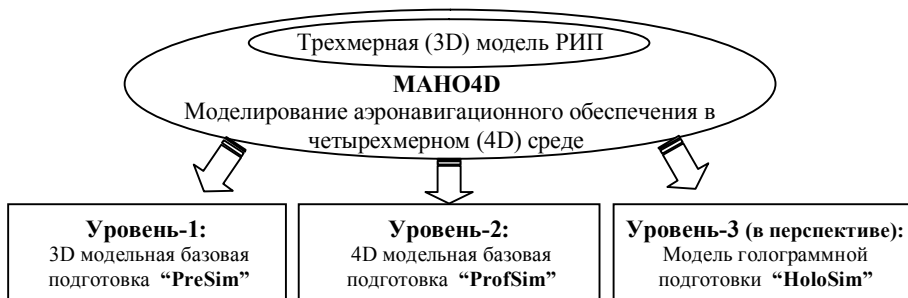 Трехмерная (3D) модель РИП
МАНО4D
Моделирование аэронавигационного обеспечения в
четырехмерном (4D) среде
Уровень-1:
3D модельная базовая
подготовка “PreSim”
Уровень-2:
4D модельная базовая
подготовка “ProfSim”
Уровень-3 (в перспективе):
Модель голограммной
подготовки “HoloSim”